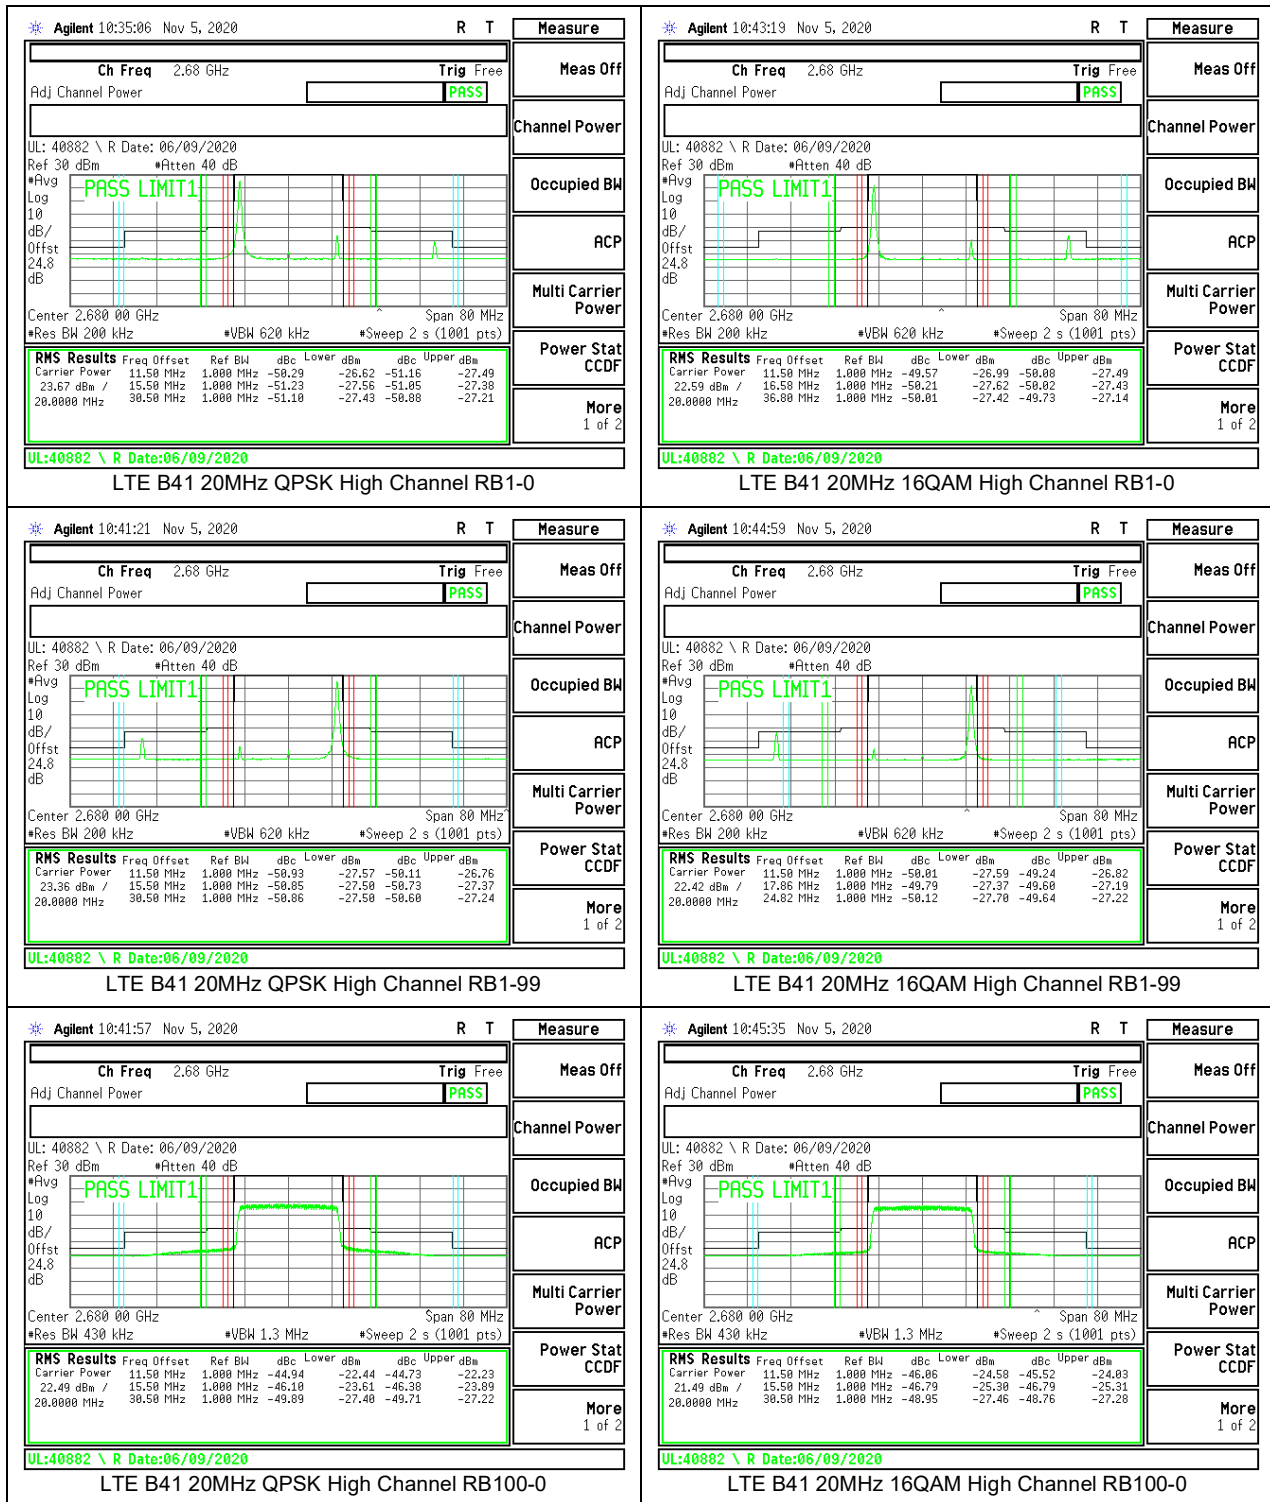 Agilent 10:35:06 Nov 5, 2020 R T Measure
Ch Freq 2.68 GHz Trig Free Meas Off
Adj Channel Power PASS
Channel Power
UL: 40882 \ R Date: 06/09/2020
Ref 30 dBm #Atten 40 dB
#Avg PASS LIMIT1 Occupied BW
Log
10
dB/ ACP
Offst
24.8
dB
Multi Carrier
Power
Center 2.680 00 GHz Span 80 MHz
#Res BW 200 kHz #VBW 620 kHz #Sweep 2 s (1001 pts)
Power Stat
CCDF
RMS Results Freq Offset Ref BW dBc Lower dBm dBc Upper dBm
Carrier Power 11.50 MHz 1.000 MHz -50.29 -26.62 -51.16 -27.49
23.67 dBm / 15.50 MHz 1.000 MHz -51.23 -27.56 -51.05 -27.38
20.0000 MHz 30.50 MHz 1.000 MHz -51.10 -27.43 -50.88 -27.21
More
1 of 2
UL:40882 \ R Date:06/09/2020
LTE B41 20MHz QPSK High Channel RB1-0
Agilent 10:43:19 Nov 5, 2020 R T Measure
Ch Freq 2.68 GHz Trig Free Meas Off
Adj Channel Power PASS
Channel Power
UL: 40882 \ R Date: 06/09/2020
Ref 30 dBm #Atten 40 dB
#Avg PASS LIMIT1 Occupied BW
Log
10
dB/ ACP
Offst
24.8
dB
Multi Carrier
Power
Center 2.680 00 GHz Span 80 MHz
#Res BW 200 kHz #VBW 620 kHz #Sweep 2 s (1001 pts)
Power Stat
CCDF
RMS Results Freq Offset Ref BW dBc Lower dBm dBc Upper dBm
Carrier Power 11.50 MHz 1.000 MHz -49.57 -26.99 -50.08 -27.49
22.59 dBm / 16.58 MHz 1.000 MHz -50.21 -27.62 -50.02 -27.43
20.0000 MHz 36.80 MHz 1.000 MHz -50.01 -27.42 -49.73 -27.14
More
1 of 2
UL:40882 \ R Date:06/09/2020
LTE B41 20MHz 16QAM High Channel RB1-0
Agilent 10:41:21 Nov 5, 2020 R T Measure
Ch Freq 2.68 GHz Trig Free Meas Off
Adj Channel Power PASS
Channel Power
UL: 40882 \ R Date: 06/09/2020
Ref 30 dBm #Atten 40 dB
#Avg PASS LIMIT1 Occupied BW
Log
10
dB/ ACP
Offst
24.8
dB
Multi Carrier
Power
Center 2.680 00 GHz Span 80 MHz
#Res BW 200 kHz #VBW 620 kHz #Sweep 2 s (1001 pts)
Power Stat
CCDF
RMS Results Freq Offset Ref BW dBc Lower dBm dBc Upper dBm
Carrier Power 11.50 MHz 1.000 MHz -50.93 -27.57 -50.11 -26.76
23.36 dBm / 15.50 MHz 1.000 MHz -50.85 -27.50 -50.73 -27.37
20.0000 MHz 30.50 MHz 1.000 MHz -50.86 -27.50 -50.60 -27.24
More
1 of 2
UL:40882 \ R Date:06/09/2020
LTE B41 20MHz QPSK High Channel RB1-99
Agilent 10:44:59 Nov 5, 2020 R T Measure
Ch Freq 2.68 GHz Trig Free Meas Off
Adj Channel Power PASS
Channel Power
UL: 40882 \ R Date: 06/09/2020
Ref 30 dBm #Atten 40 dB
#Avg PASS LIMIT1 Occupied BW
Log
10
dB/ ACP
Offst
24.8
dB
Multi Carrier
Power
Center 2.680 00 GHz Span 80 MHz
#Res BW 200 kHz #VBW 620 kHz #Sweep 2 s (1001 pts)
Power Stat
CCDF
RMS Results Freq Offset Ref BW dBc Lower dBm dBc Upper dBm
Carrier Power 11.50 MHz 1.000 MHz -50.01 -27.59 -49.24 -26.82
22.42 dBm / 17.86 MHz 1.000 MHz -49.79 -27.37 -49.60 -27.19
20.0000 MHz 24.82 MHz 1.000 MHz -50.12 -27.70 -49.64 -27.22
More
1 of 2
UL:40882 \ R Date:06/09/2020
LTE B41 20MHz 16QAM High Channel RB1-99
Agilent 10:41:57 Nov 5, 2020 R T Measure
Ch Freq 2.68 GHz Trig Free Meas Off
Adj Channel Power PASS
Channel Power
UL: 40882 \ R Date: 06/09/2020
Ref 30 dBm #Atten 40 dB
#Avg PASS LIMIT1 Occupied BW
Log
10
dB/ ACP
Offst
24.8
dB
Multi Carrier
Power
Center 2.680 00 GHz Span 80 MHz
#Res BW 430 kHz #VBW 1.3 MHz #Sweep 2 s (1001 pts)
Power Stat
CCDF
RMS Results Freq Offset Ref BW dBc Lower dBm dBc Upper dBm
Carrier Power 11.50 MHz 1.000 MHz -44.94 -22.44 -44.73 -22.23
22.49 dBm / 15.50 MHz 1.000 MHz -46.10 -23.61 -46.38 -23.89
20.0000 MHz 30.50 MHz 1.000 MHz -49.89 -27.40 -49.71 -27.22
More
1 of 2
UL:40882 \ R Date:06/09/2020
LTE B41 20MHz QPSK High Channel RB100-0
Agilent 10:45:35 Nov 5, 2020 R T Measure
Ch Freq 2.68 GHz Trig Free Meas Off
Adj Channel Power PASS
Channel Power
UL: 40882 \ R Date: 06/09/2020
Ref 30 dBm #Atten 40 dB
#Avg PASS LIMIT1 Occupied BW
Log
10
dB/ ACP
Offst
24.8
dB
Multi Carrier
Power
Center 2.680 00 GHz Span 80 MHz
#Res BW 430 kHz #VBW 1.3 MHz #Sweep 2 s (1001 pts)
Power Stat
CCDF
RMS Results Freq Offset Ref BW dBc Lower dBm dBc Upper dBm
Carrier Power 11.50 MHz 1.000 MHz -46.06 -24.58 -45.52 -24.03
21.49 dBm / 15.50 MHz 1.000 MHz -46.79 -25.30 -46.79 -25.31
20.0000 MHz 30.50 MHz 1.000 MHz -48.95 -27.46 -48.76 -27.28
More
1 of 2
UL:40882 \ R Date:06/09/2020
LTE B41 20MHz 16QAM High Channel RB100-0